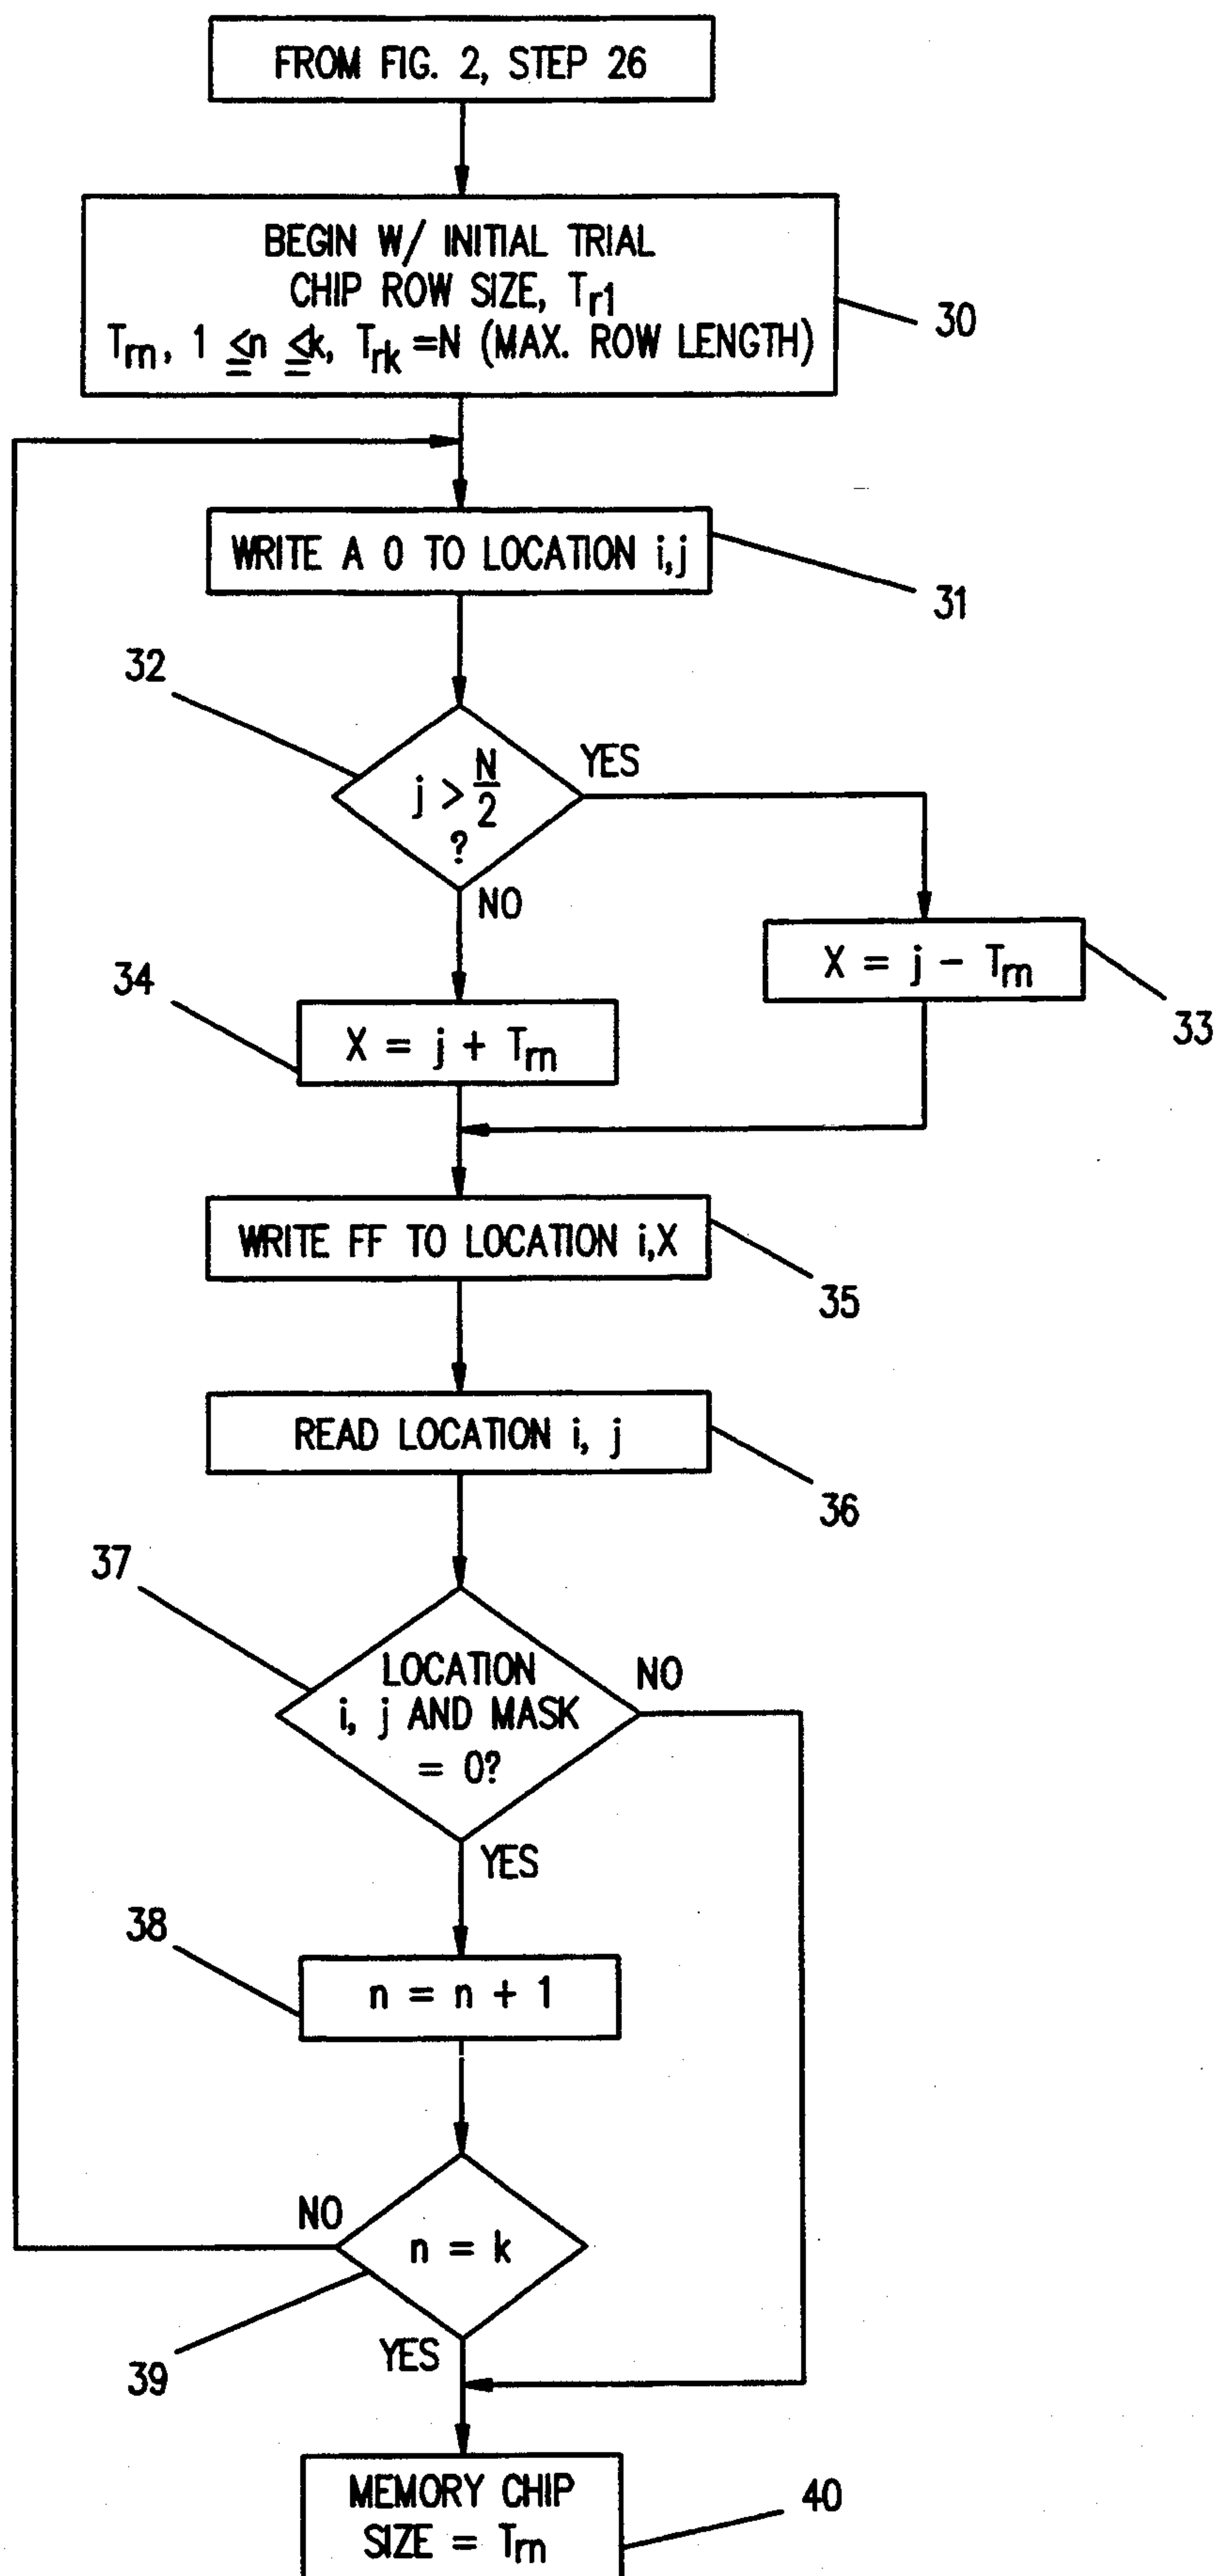 FROM FIG. 2, STEP 26
BEGIN W/ INITIAL TRIAL
CHIP ROW SIZE, Tr1
Trn, 1 ≦n ≦k, Trk =N (MAX. ROW LENGTH)
30
WRITE A 0 TO LOCATION i,j
31
32
j > N/2
?
YES
NO
X = j - Trn
33
34
X = j + Trn
WRITE FF TO LOCATION i,X
35
READ LOCATION i, j
36
37
LOCATION
i, j AND MASK
= 0?
NO
YES
38
n = n + 1
NO
n = k
YES
39
MEMORY CHIP
SIZE = Trn
40